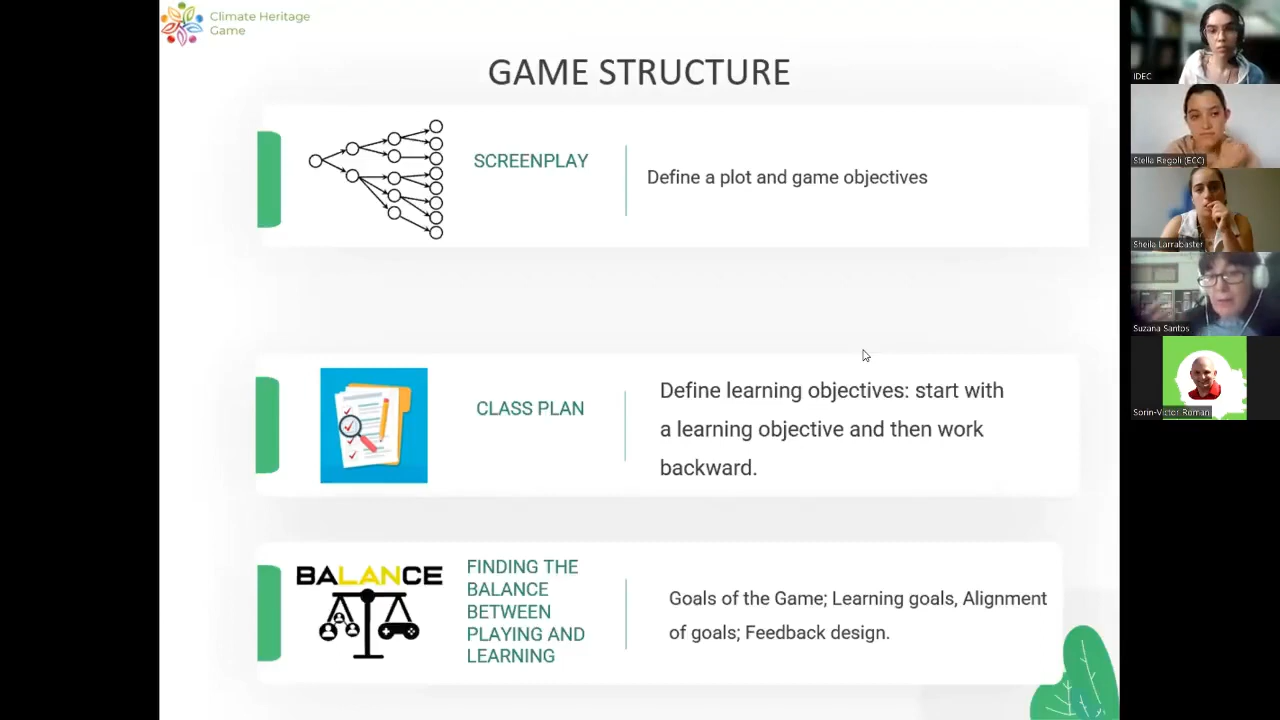 Climate Heritage
Game
GAME STRUCTURE
SCREENPLAY
Define a plot and game objectives
CLASS PLAN
Define learning objectives: start with
a learning objective and then work
backward.
BALANCE
FINDING THE
BALANCE
BETWEEN
PLAYING AND
LEARNING
Goals of the Game; Learning goals, Alignment
of goals; Feedback design.
IDEC
Stella Regoli (ECC)
Sheila Larrabaster
Suzana Santos
Sorin-Victor Roman